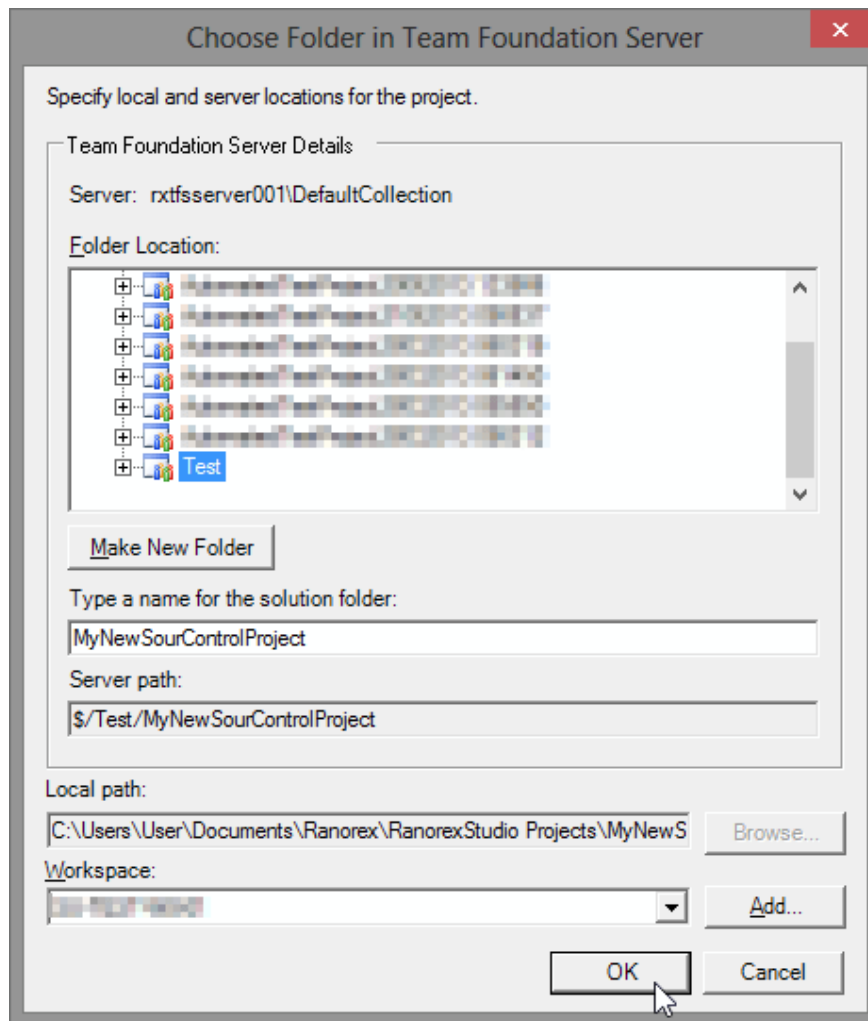 Choose Folder in Team Foundation Server
Specify local and server locations for the project.
Team Foundation Server Details
Server: rxtfsserver001\DefaultCollection
Folder Location:
Test
Make New Folder
Type a name for the solution folder:
MyNewSourControlProject
Server path:
$/Test/MyNewSourControlProject
Local path:
C:\Users\User\Documents\Ranorex\RanorexStudio Projects\MyNewS
Browse...
Workspace:
Add...
OK
Cancel